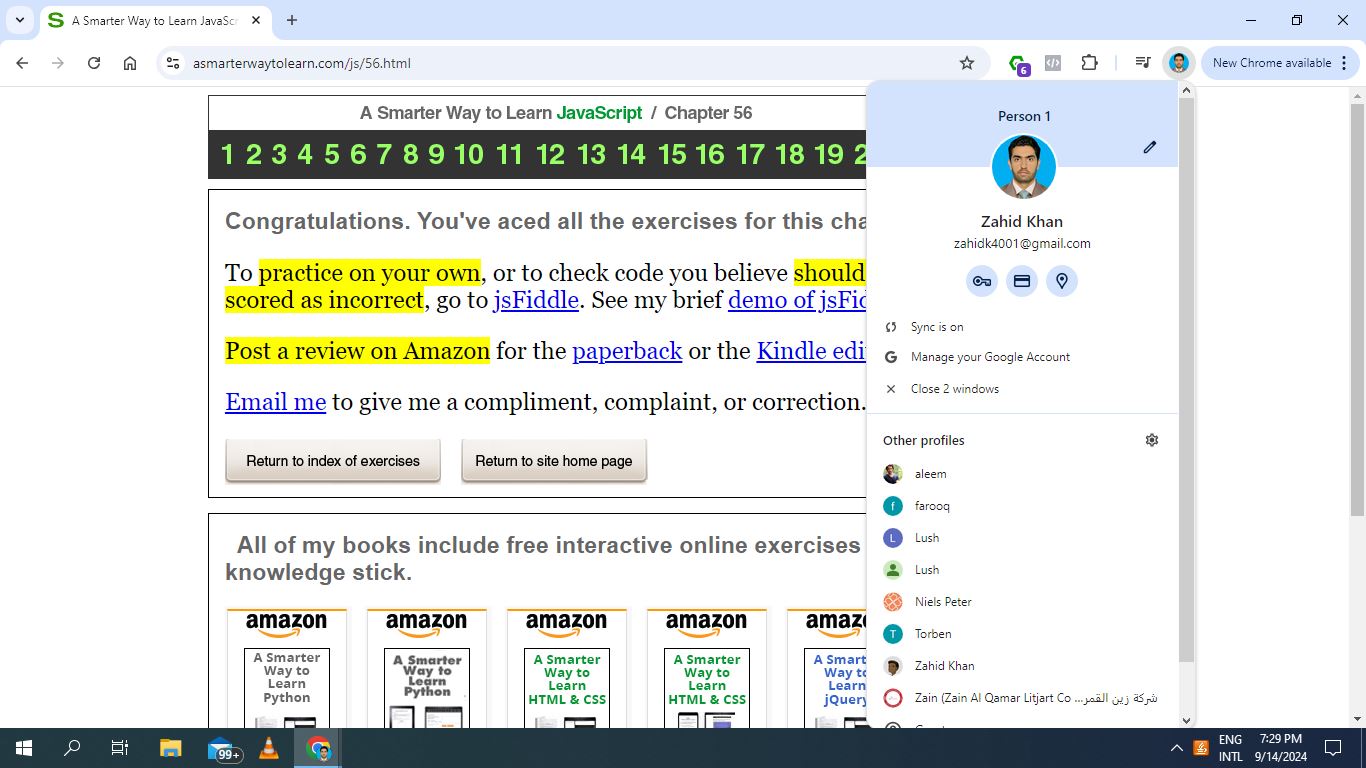 A Smarter Way to Learn JavaScr
asmarterwaytolearn.com/js/56.html
6
New Chrome available
A Smarter Way to Learn JavaScript / Chapter 56
1 2 3 4 5 6 7 8 9 10 11 12 13 14 15 16 17 18 19 2
Congratulations. You've aced all the exercises for this cha
To practice on your own, or to check code you believe should
scored as incorrect, go to jsFiddle. See my brief demo of jsFid
Post a review on Amazon for the paperback or the Kindle edi
Email me to give me a compliment, complaint, or correction.
Return to index of exercises
Return to site home page
All of my books include free interactive online exercises
knowledge stick.
amazon
A Smarter
Way to
Learn
Python
amazon
A Smarter
Way to
Learn
Python
amazon
A Smarter
Way to
Learn
HTML & CSS
amazon
A Smarter
Way to
Learn
HTML & CSS
amazo
A Smart
Way to
Learn
jQuery
Person 1
Zahid Khan
zahidk4001@gmail.com
Sync is on
Manage your Google Account
Close 2 windows
Other profiles
aleem
f farooq
L Lush
Lush
Niels Peter
T Torben
Zahid Khan
Zain (Zain Al Qamar Litjart Co شركة زين القمر...
99+
ENG
INTL
7:29 PM
9/14/2024